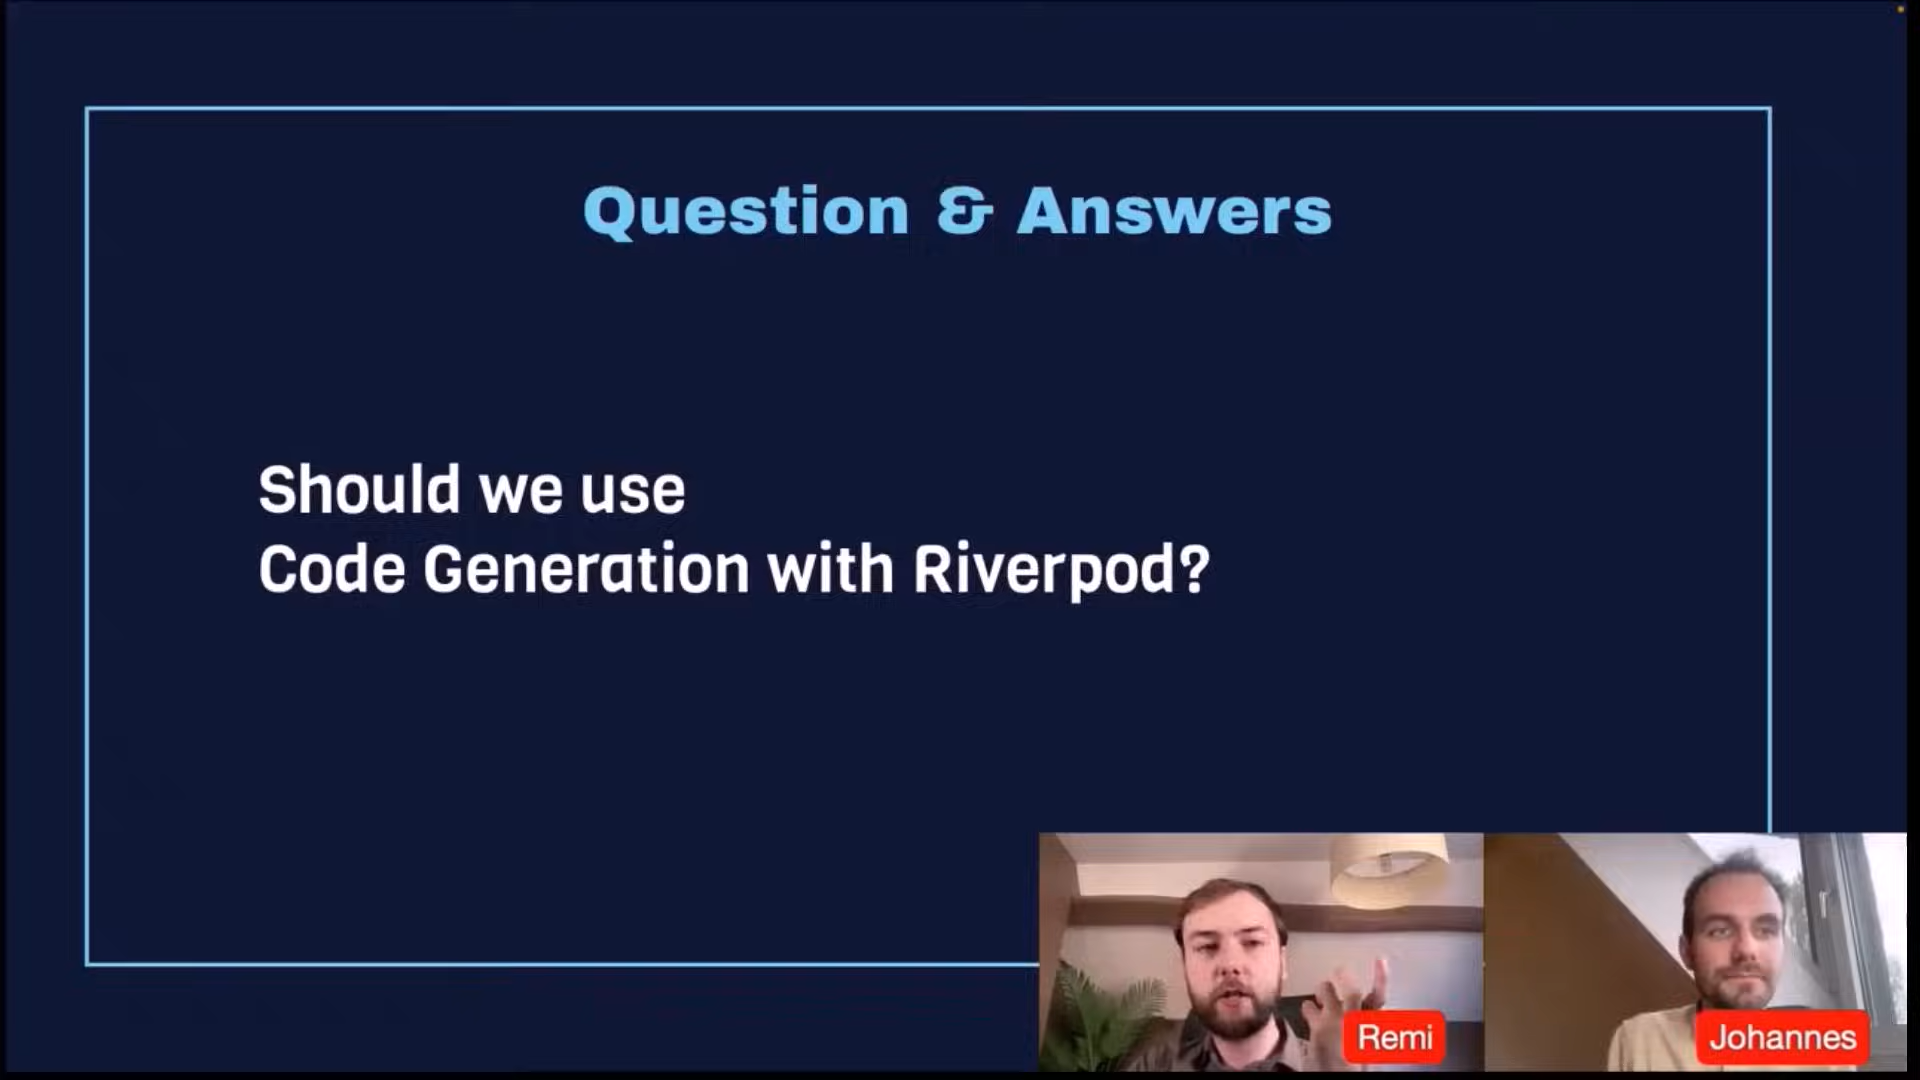 Question & Answers
Should we use
Code Generation with Riverpod?
Remi
Johannes